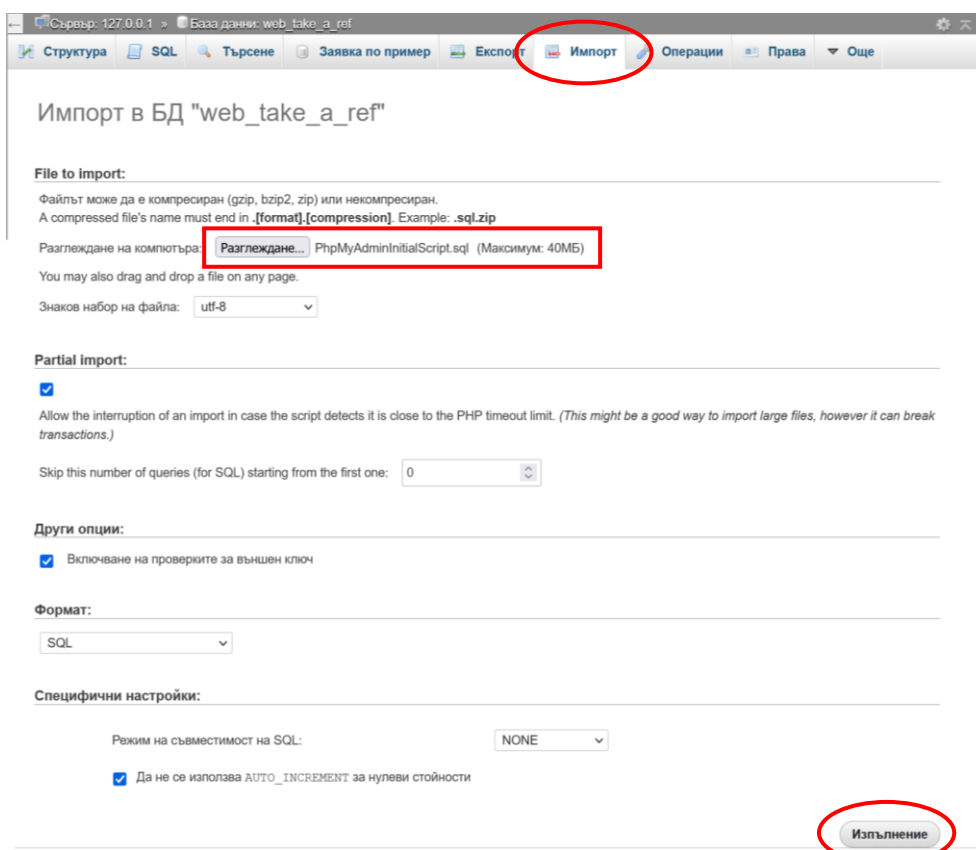 Сървър: 127.0.0.1 » База данни: web_take_a_ref
Структура SQL Търсене Заявка по пример Експорт Импорт Операции Права Още
Импорт в БД "web_take_a_ref"
File to import:
Файлът може да е компресиран (gzip, bzip2, zip) или некомпресиран.
A compressed file's name must end in .[format].[compression]. Example: .sql.zip
Разглеждане на компютъра: Разглеждане... PhpMyAdminInitialScript.sql (Максимум: 40МБ)
You may also drag and drop a file on any page.
Знаков набор на файла: utf-8
Partial import:
Allow the interruption of an import in case the script detects it is close to the PHP timeout limit. (This might be a good way to import large files, however it can break
transactions.)
Skip this number of queries (for SQL) starting from the first one: 0
Други опции:
Включване на проверките за външен ключ
Формат:
SQL
Специфични настройки:
Режим на съвместимост на SQL: NONE
Да не се използва AUTO_INCREMENT за нулеви стойности
Изпълнение